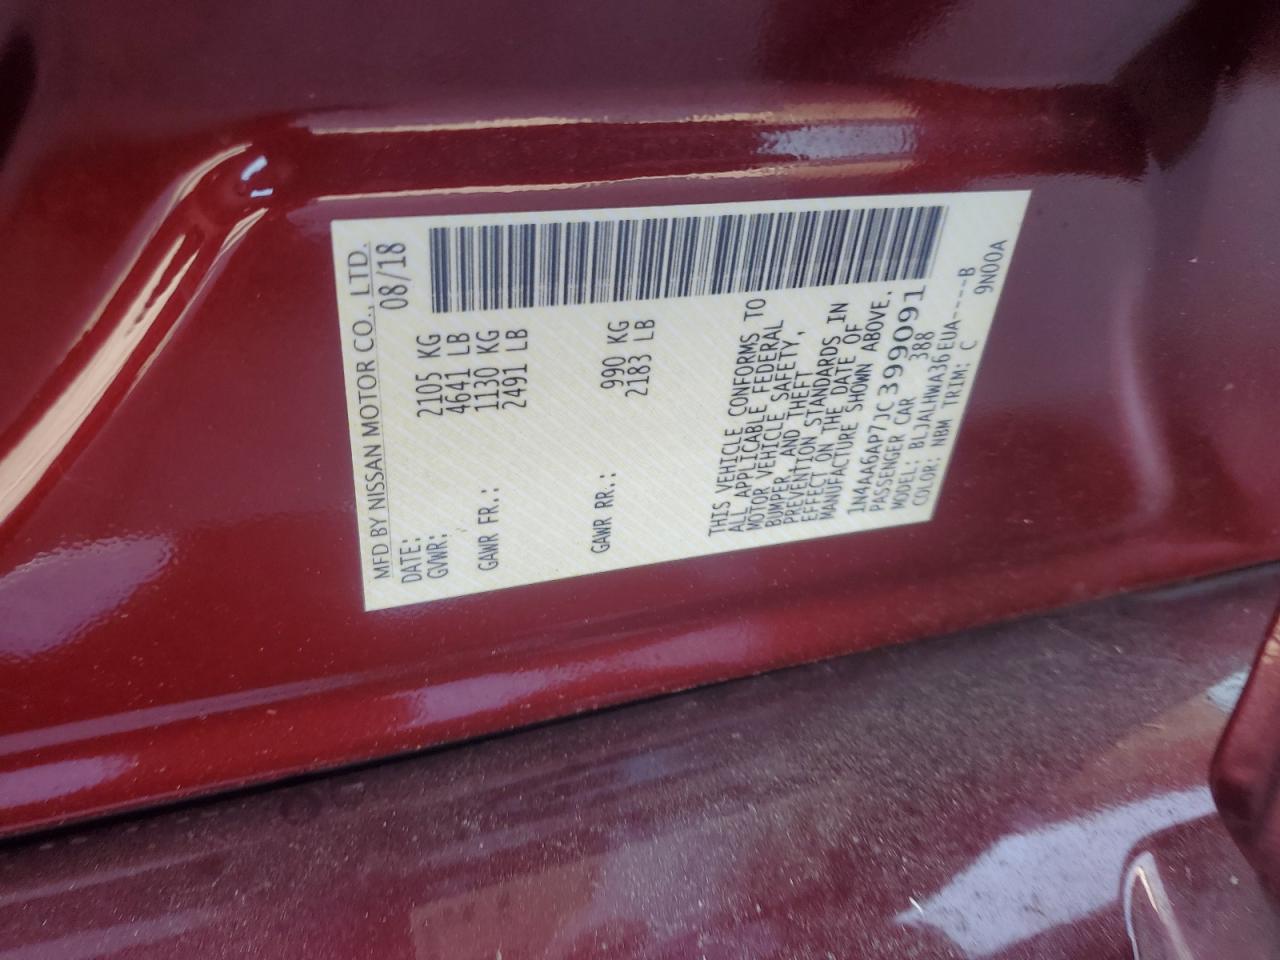 MFD BY NISSAN MOTOR CO., LTD.
DATE: 08/18
GVWR: 2105 KG
4641 LB
GAWR FR.: 1130 KG
2491 LB
GAWR RR.: 990 KG
2183 LB
THIS VEHICLE CONFORMS TO
ALL APPLICABLE FEDERAL
MOTOR VEHICLE SAFETY,
BUMPER, AND THEFT
PREVENTION STANDARDS IN
EFFECT ON THE DATE OF
MANUFACTURE SHOWN ABOVE.
1N4AA6AP7JC399091
PASSENGER CAR 388
MODEL: BLJALHWA36EUA----B
COLOR: NBM TRIM: C
9N00A